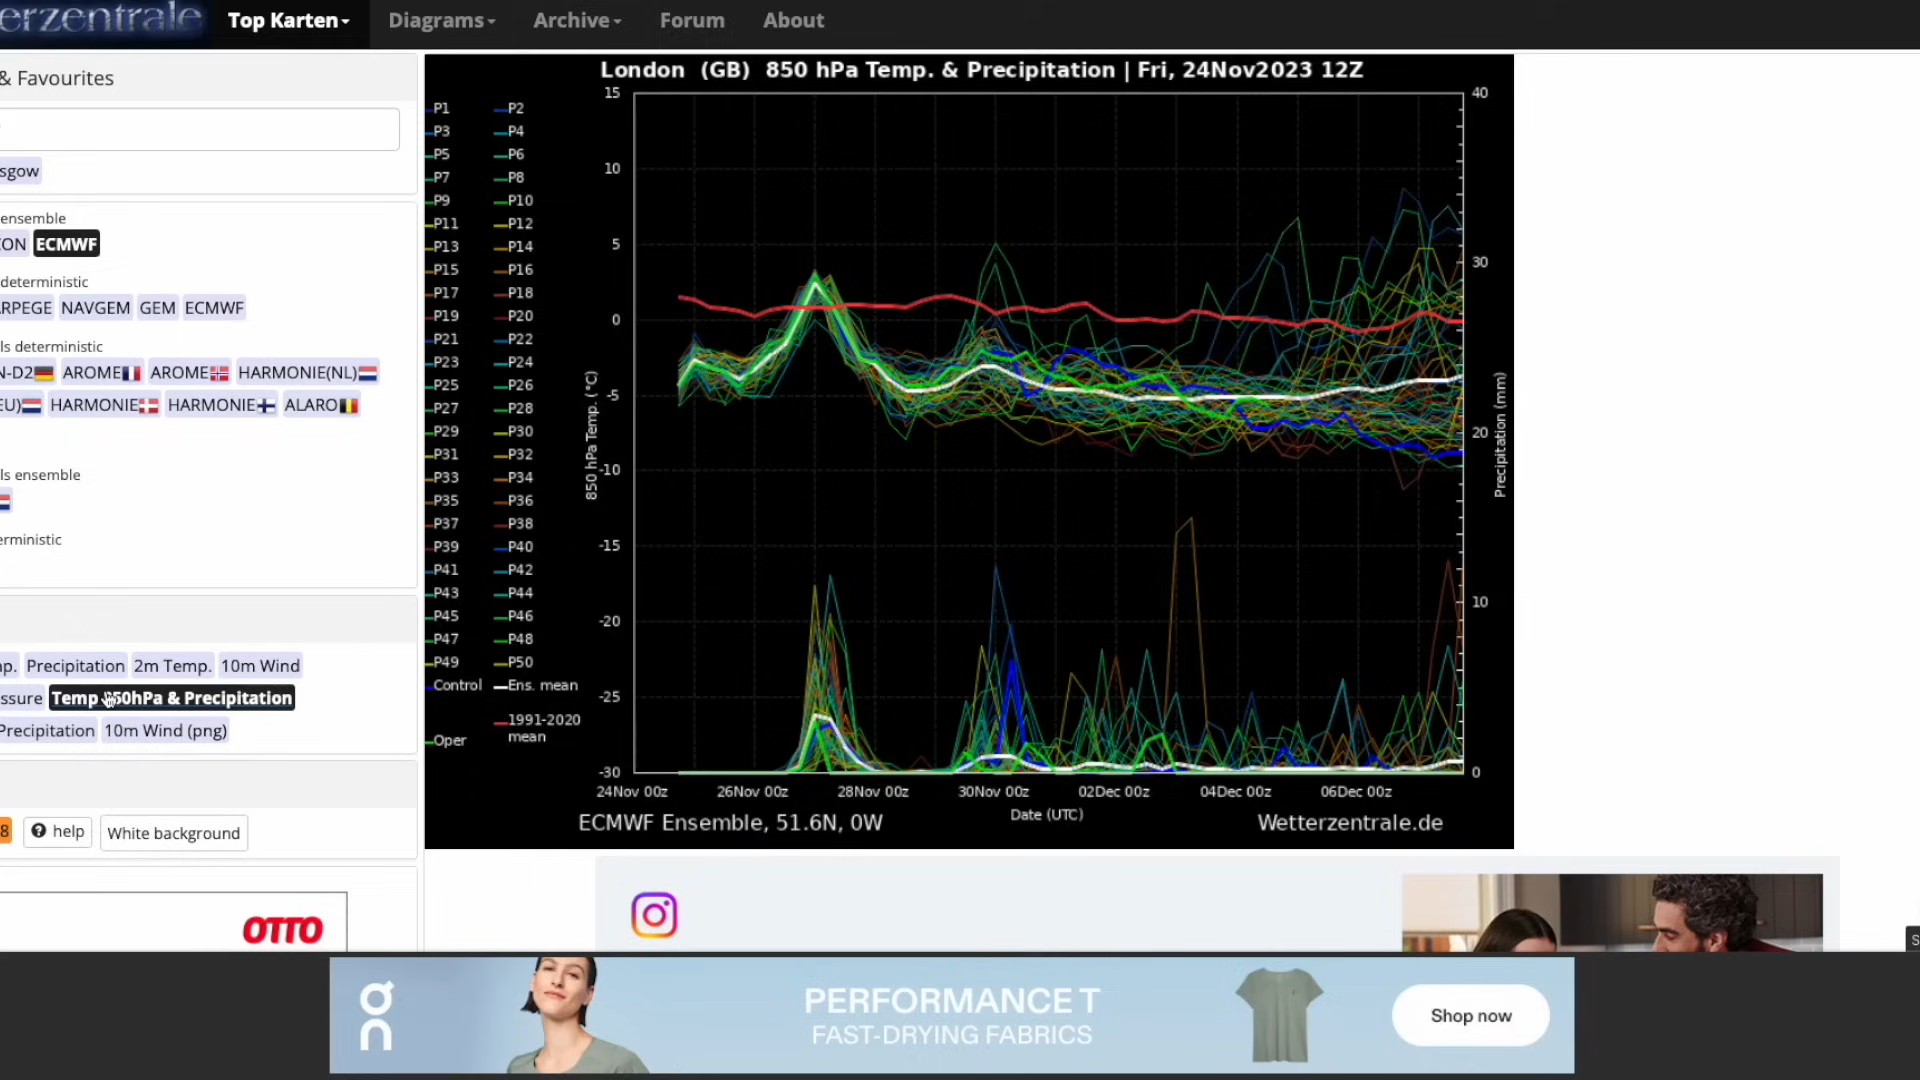 erzentrale
Top Karten Diagrams Archive Forum About
& Favourites
sgow
ensemble
CON ECMWF
deterministic
ARPEGE NAVGEM GEM ECMWF
ls deterministic
N-D2 AROME AROME HARMONIE(NL)
EU) HARMONIE HARMONIE ALARO
ls ensemble
erministic
mp. Precipitation 2m Temp. 10m Wind
ssure Temp 850hPa & Precipitation
Precipitation 10m Wind (png)
8 help White background
OTTO
London (GB) 850 hPa Temp. & Precipitation | Fri, 24Nov2023 12Z
P1 P2
P3 P4
P5 P6
P7 P8
P9 P10
P11 P12
P13 P14
P15 P16
P17 P18
P19 P20
P21 P22
P23 P24
P25 P26
P27 P28
P29 P30
P31 P32
P33 P34
P35 P36
P37 P38
P39 P40
P41 P42
P43 P44
P45 P46
P47 P48
P49 P50
Control Ens. mean
1991-2020
mean
Oper
850 hPa Temp. (°C)
15
10
5
0
-5
-10
-15
-20
-25
-30
40
30
20
10
0
Precipitation (mm)
24Nov 00z 26Nov 00z 28Nov 00z 30Nov 00z 02Dec 00z 04Dec 00z 06Dec 00z
Date (UTC)
ECMWF Ensemble, 51.6N, 0W
Wetterzentrale.de
S
on
PERFORMANCE T
FAST-DRYING FABRICS
Shop now